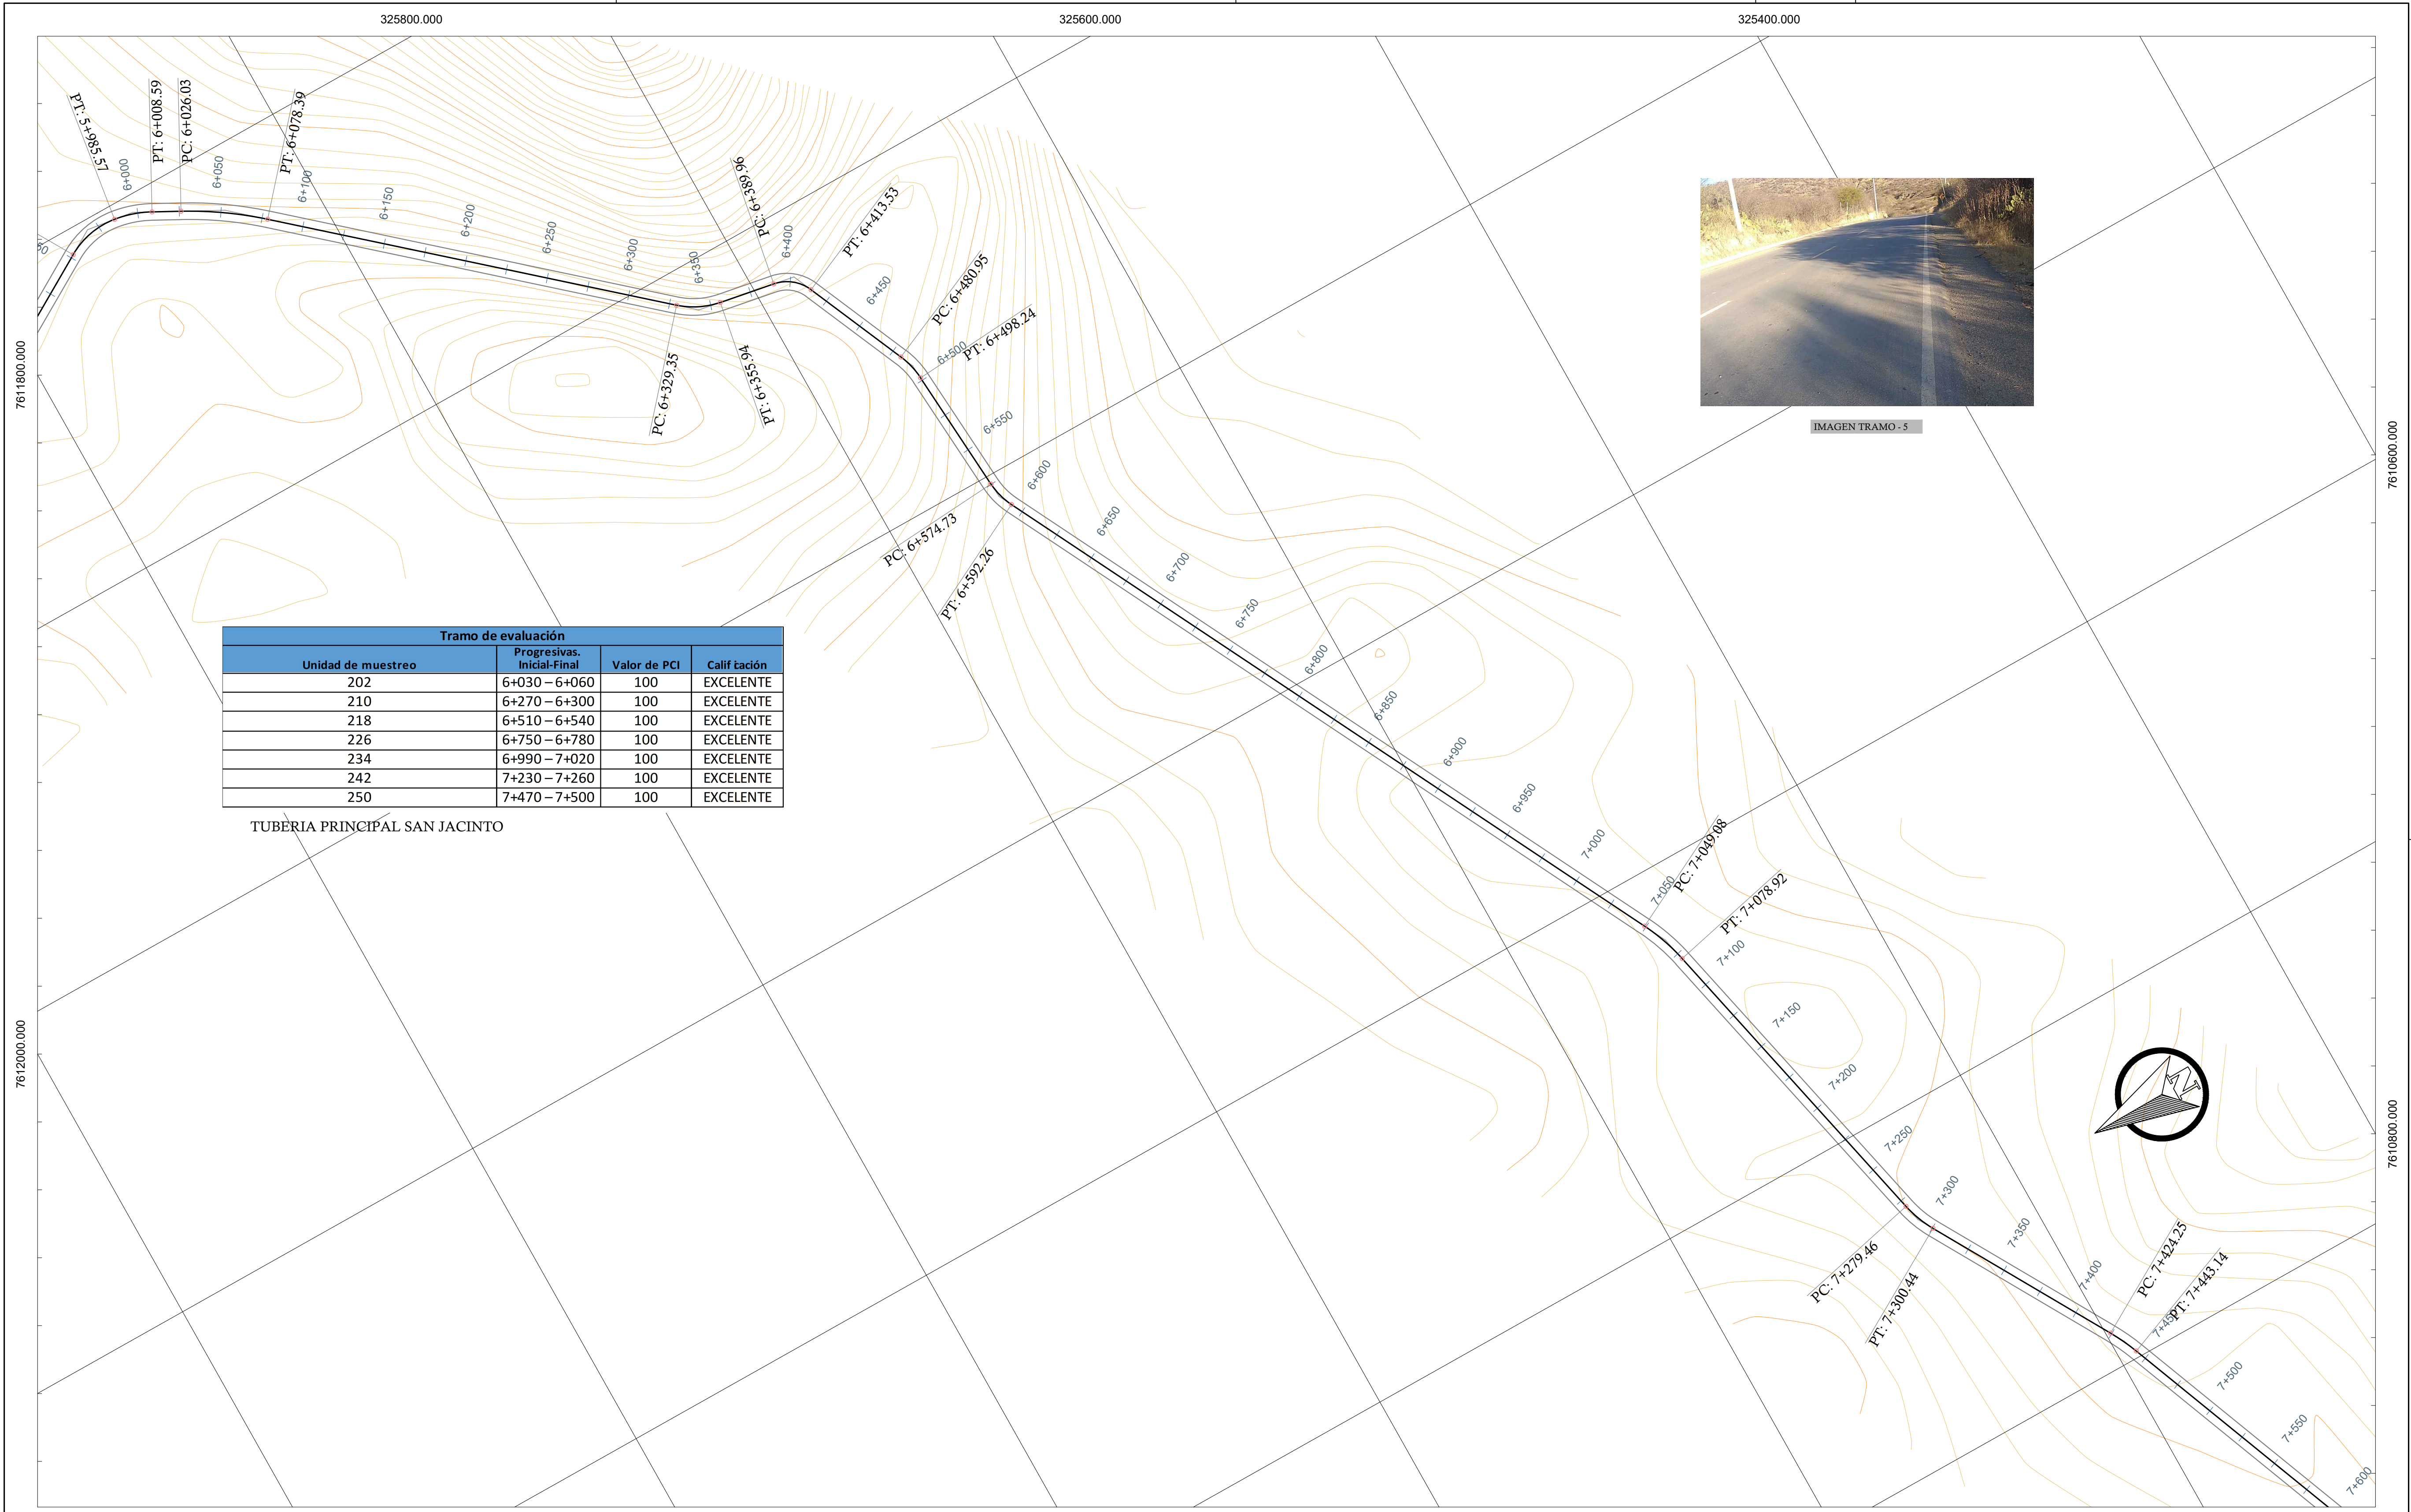 325800.000
325600.000
325400.000
PT: 5+985.57
PT: 6+008.59
PC: 6+026.03
PT: 6+078.39
6+000
6+050
6+100
6+150
6+200
6+250
6+300
6+350
PC: 6+389.96
6+400
PT: 6+413.53
6+450
PC: 6+480.95
PT: 6+498.24
6+500
PC: 6+329.35
PT: 6+355.94
7611800.000
7610600.000
IMAGEN TRAMO - 5
6+550
6+600
PC: 6+574.73
PT: 6+592.26
6+650
6+700
6+750
6+800
6+850
6+900
6+950
7+000
Tramo de evaluación
Unidad de muestreo Progresivas. Inicial-Final Valor de PCI Calificación
202 6+030 – 6+060 100 EXCELENTE
210 6+270 – 6+300 100 EXCELENTE
218 6+510 – 6+540 100 EXCELENTE
226 6+750 – 6+780 100 EXCELENTE
234 6+990 – 7+020 100 EXCELENTE
242 7+230 – 7+260 100 EXCELENTE
250 7+470 – 7+500 100 EXCELENTE
TUBERIA PRINCIPAL SAN JACINTO
7+050
PC: 7+049.08
PT: 7+078.92
7+100
7+150
7+200
7+250
7612000.000
7610800.000
N
PC: 7+279.46
PT: 7+300.44
7+300
7+350
7+400
PC: 7+424.25
PT: 7+443.14
7+450
7+500
7+550
7+600